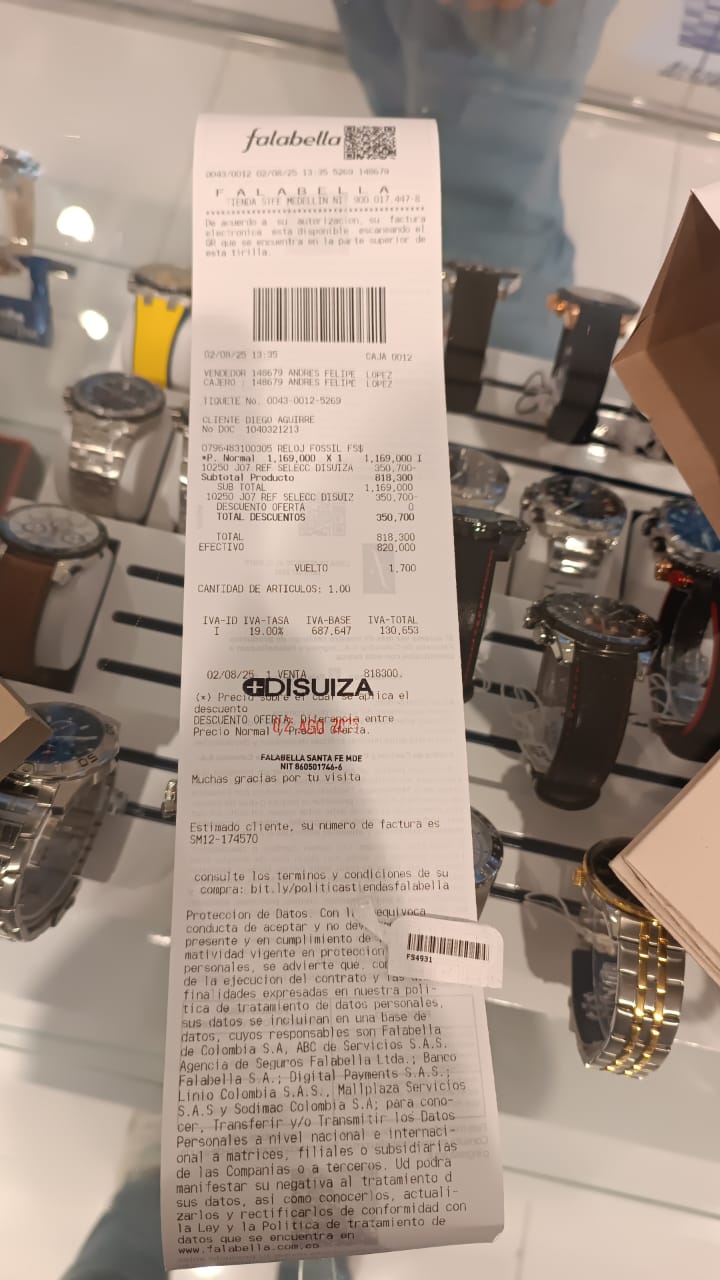 falabella
0043/0012 02/08/25 13:35 5269 148679
F A L A B E L L A
TIENDA STFE MEDELLIN NI 900.017.447-8
De acuerdo a su autorizacion, su factura
electronica esta disponible escaneando el
QR que se encuentra en la parte superior de
esta tirilla.
02/08/25 13:35 CAJA 0012
VENDEDOR 148679 ANDRES FELIPE LOPEZ
CAJERO : 148679 ANDRES FELIPE LOPEZ
TIQUETE No. 0043-0012-5269
CLIENTE DIEGO AGUIRRE
No DOC 1040321213
0796483100305 RELOJ FOSSIL FS$
*P. Normal 1,169,000 X 1 1,169,000 I
10250 J07 REF SELECC DISUIZA 350,700-
Subtotal Producto 818,300
SUB TOTAL 1,169,000
10250 J07 REF SELECC DISUIZ 350,700-
DESCUENTO OFERTA 0
TOTAL DESCUENTOS 350,700
TOTAL 818,300
EFECTIVO 820,000
VUELTO 1,700
CANTIDAD DE ARTICULOS: 1.00
IVA-ID IVA-TASA IVA-BASE IVA-TOTAL
I 19.00% 687,647 130,653
02/08/25 1 VENTA 818300,
DISUIZA
(*) Precio sobre el cual se aplica el
descuento
DESCUENTO OFERTA: Diferencia entre
Precio Normal y Precio Oferta.
02 AGO
FALABELLA SANTA FE MDE
NIT 860501746-6
Muchas gracias por tu visita
Estimado cliente, su número de factura es
SM12-174570
consulte los terminos y condiciones de su
compra: bit.ly/politicastiendasfalabella
Proteccion de Datos. Con equivoca
conducta de aceptar y no
presente y en cumplimiento de
matividad vigente en proteccion
personales, se advierte que,
de la ejecucion del contrato y las
finalidades expresadas en nuestra poli-
tica de tratamiento de datos personales,
sus datos se incluiran en una Base de
datos, cuyos responsables son Falabella
de Colombia S.A, ABC de Servicios S.A.S.
Agencia de Seguros Falabella Ltda.; Banco
Falabella S.A.; Digital Payments S.A.S.;
Linio Colombia S.A.S., Mallplaza Servicios
S.A.S y Sodimac Colombia S.A; para cono-
cer, Transferir y/o Transmitir los Datos
Personales a nivel nacional e internaci-
onal a matrices, filiales o subsidiarias
de las Companias o a terceros. Ud podra
manifestar su negativa al tratamiento d
sus datos, asi como conocerlos, actuali-
zarlos y rectificarlos de conformidad con
la Ley y la Politica de tratamiento de
datos que se encuentra en
www.falabella.com.co
FS4931